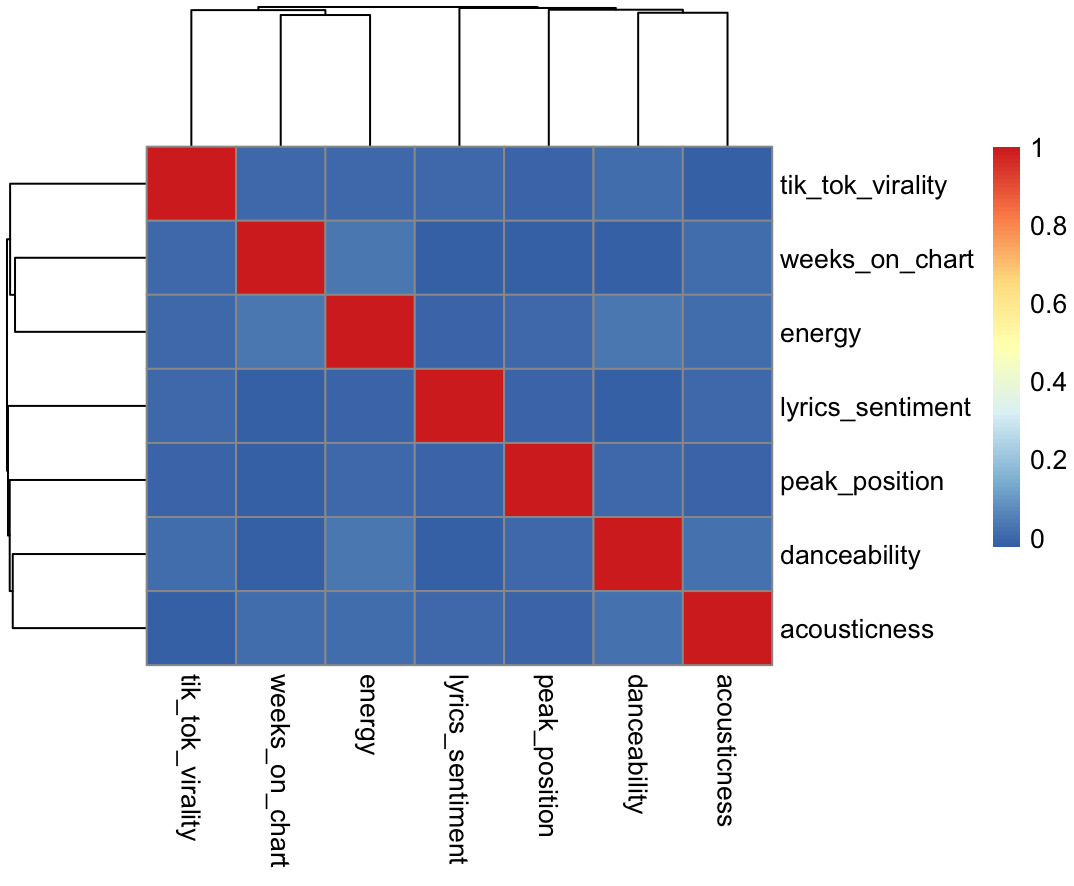 1
tik_tok_virality
0.8
weeks_on_chart
0.6
energy
0.4
lyrics_sentiment
0.2
peak_position
0
danceability
acousticness
tik_tok_virality
weeks_on_chart
energy
lyrics_sentiment
peak_position
danceability
acousticness